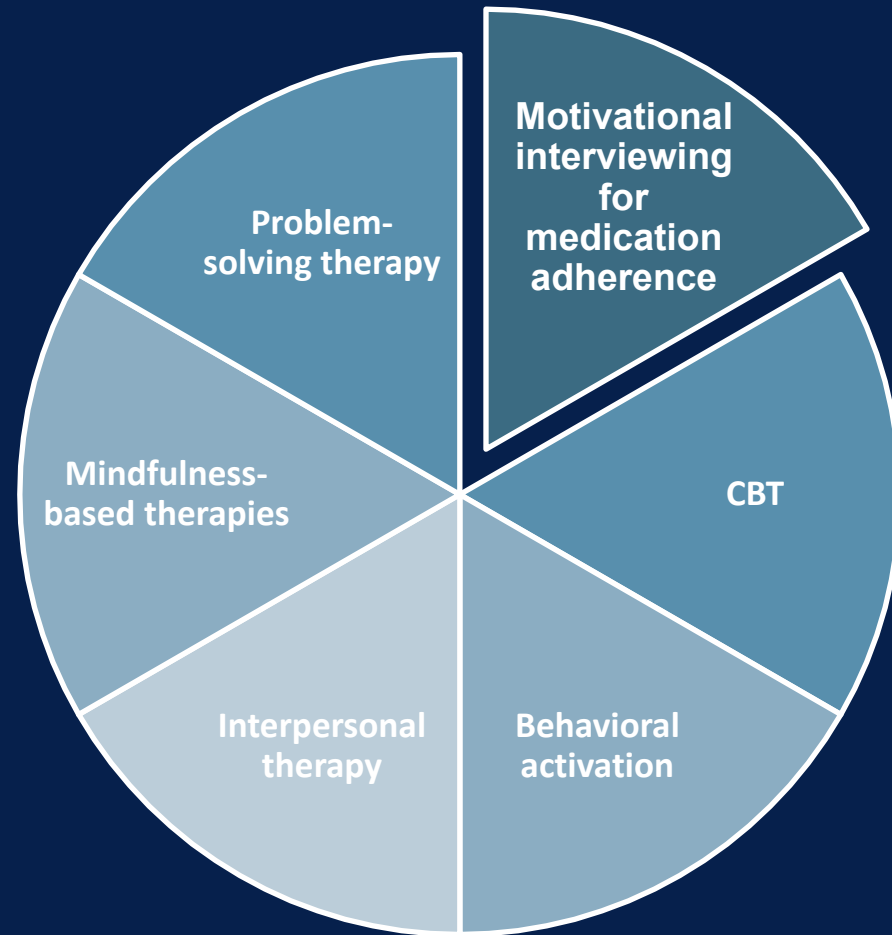 Motivational
interviewing
for
medication
adherence
CBT
Behavioral
activation
Interpersonal
therapy
Mindfulness-
based therapies
Problem-
solving therapy